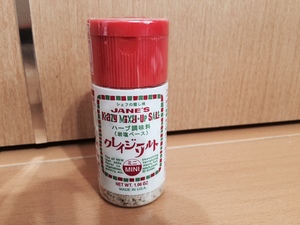 シェフの隠し味
JANE'S
Krazy Mixed-Up Salt
ハーブ調味料
(岩塩ベース)
クレイジーソルト
ミニ
MINI
NET WT. 1.06 OZ
MADE IN U.S.A.